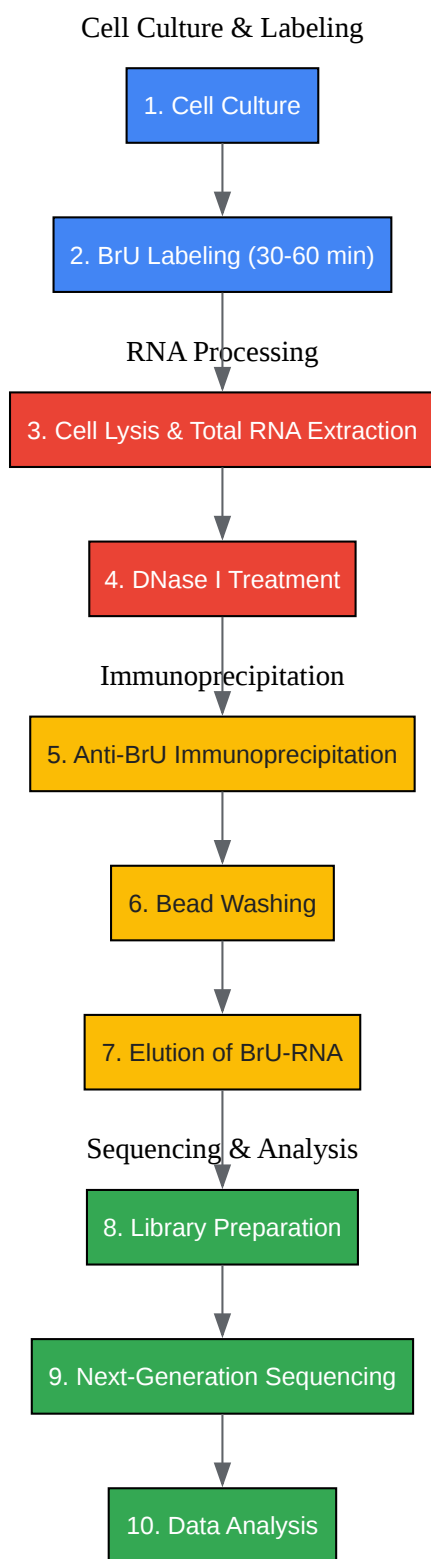 Cell Culture & Labeling
1. Cell Culture
2. BrU Labeling (30-60 min)
RNA Processing
3. Cell Lysis & Total RNA Extraction
4. DNase I Treatment
Immunoprecipitation
5. Anti-BrU Immunoprecipitation
6. Bead Washing
7. Elution of BrU-RNA
Sequencing & Analysis
8. Library Preparation
9. Next-Generation Sequencing
10. Data Analysis